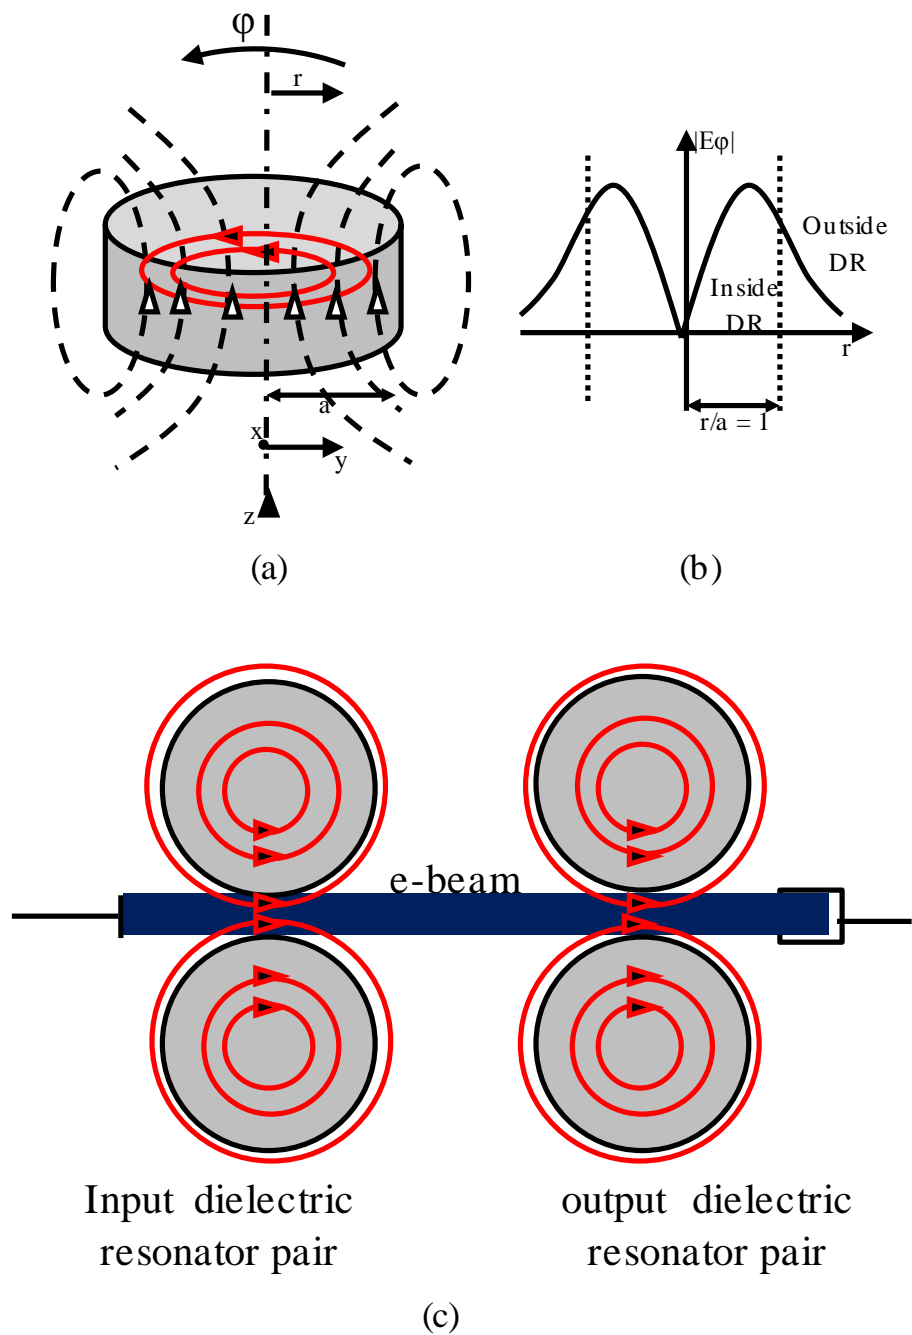 φ
r
a
x
y
z
(a)
|Eφ|
Outside
DR
Inside
DR
r
r/a = 1
(b)
e-beam
Input dielectric
resonator pair
output dielectric
resonator pair
(c)